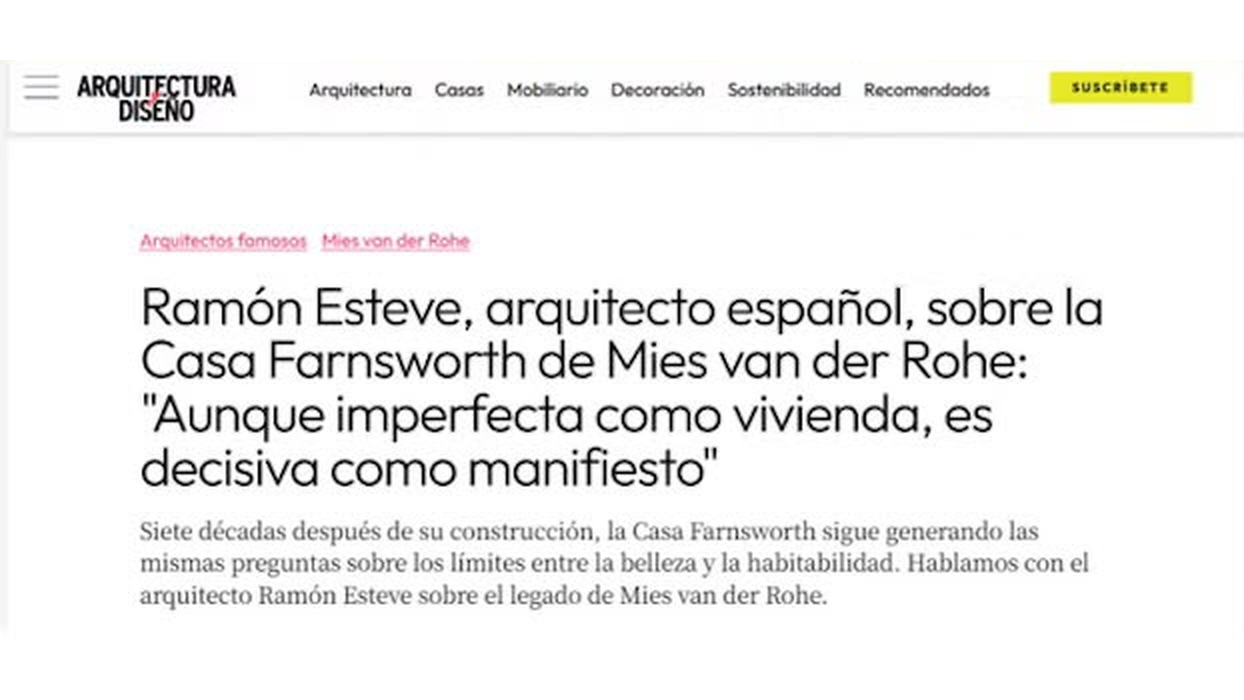 ARQUITECTURA
Y
DISEÑO
Arquitectura Casas Mobiliario Decoración Sostenibilidad Recomendados
SUSCRÍBETE
Arquitectos famosos Mies van der Rohe
Ramón Esteve, arquitecto español, sobre la
Casa Farnsworth de Mies van der Rohe:
"Aunque imperfecta como vivienda, es
decisiva como manifiesto"
Siete décadas después de su construcción, la Casa Farnsworth sigue generando las
mismas preguntas sobre los límites entre la belleza y la habitabilidad. Hablamos con el
arquitecto Ramón Esteve sobre el legado de Mies van der Rohe.